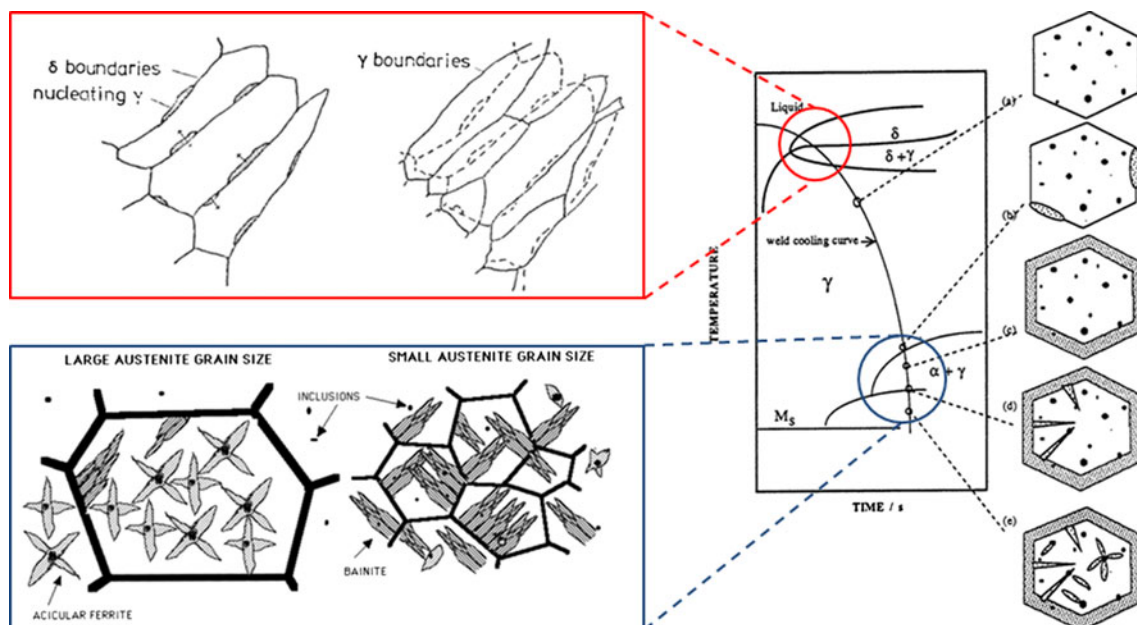 δ boundaries
nucleating γ
γ boundaries
LARGE AUSTENITE GRAIN SIZE
SMALL AUSTENITE GRAIN SIZE
INCLUSIONS
BAINITE
ACICULAR FERRITE
TEMPERATURE
Liquid
δ
δ+γ
weld cooling curve
γ
α + γ
Ms
TIME / s
(a)
(b)
(c)
(d)
(e)